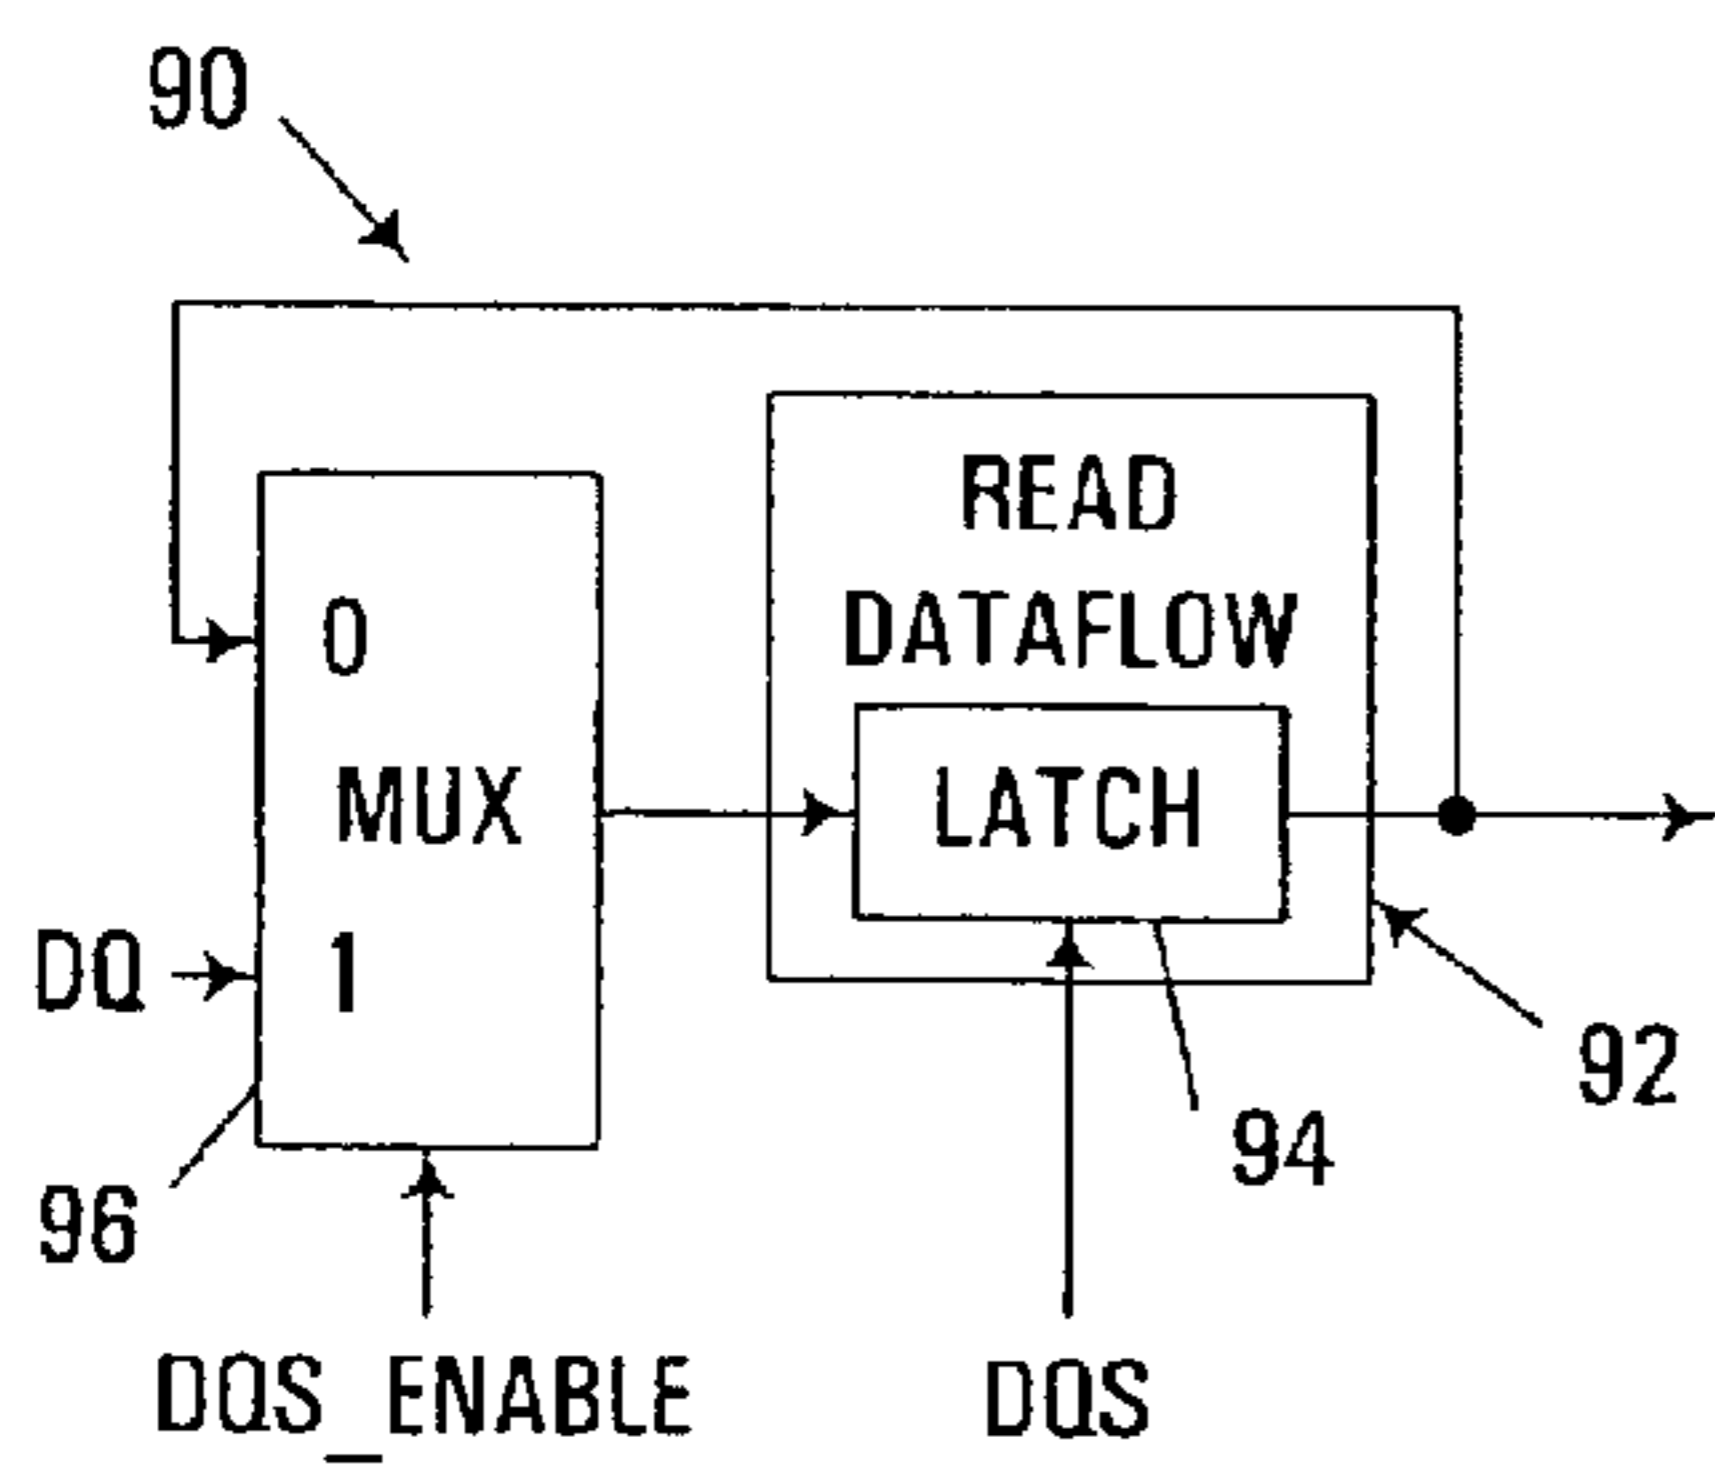 90
READ
DATAFLOW
0
MUX
LATCH
DQ
1
92
94
96
DQS_ENABLE
DQS